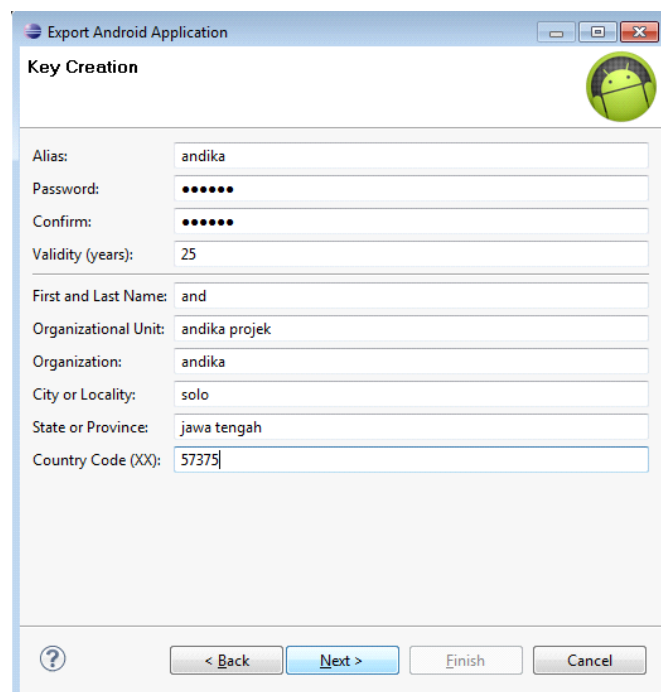 Export Android Application
Key Creation
Alias: andika
Password: ●●●●●●
Confirm: ●●●●●●
Validity (years): 25
First and Last Name: and
Organizational Unit: andika projek
Organization: andika
City or Locality: solo
State or Province: jawa tengah
Country Code (XX): 57375
? < Back Next > Finish Cancel